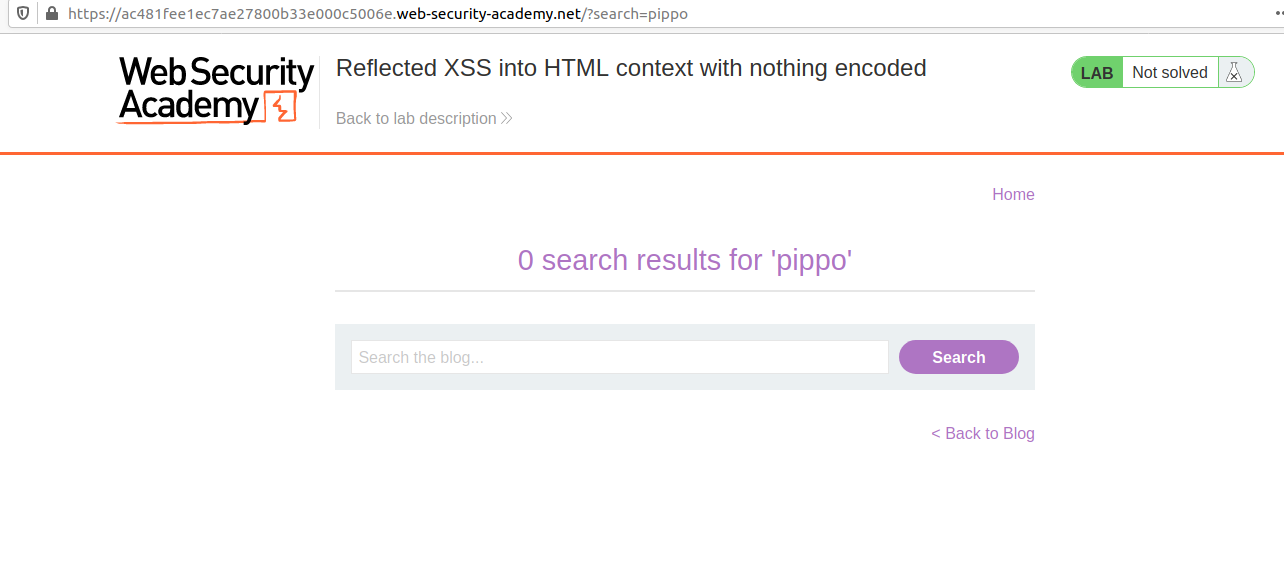 https://ac481fee1ec7ae27800b33e000c5006e.web-security-academy.net/?search=pippo
Web Security
Academy
Reflected XSS into HTML context with nothing encoded
Back to lab description
LAB Not solved
Home
0 search results for 'pippo'
Search the blog... Search
< Back to Blog